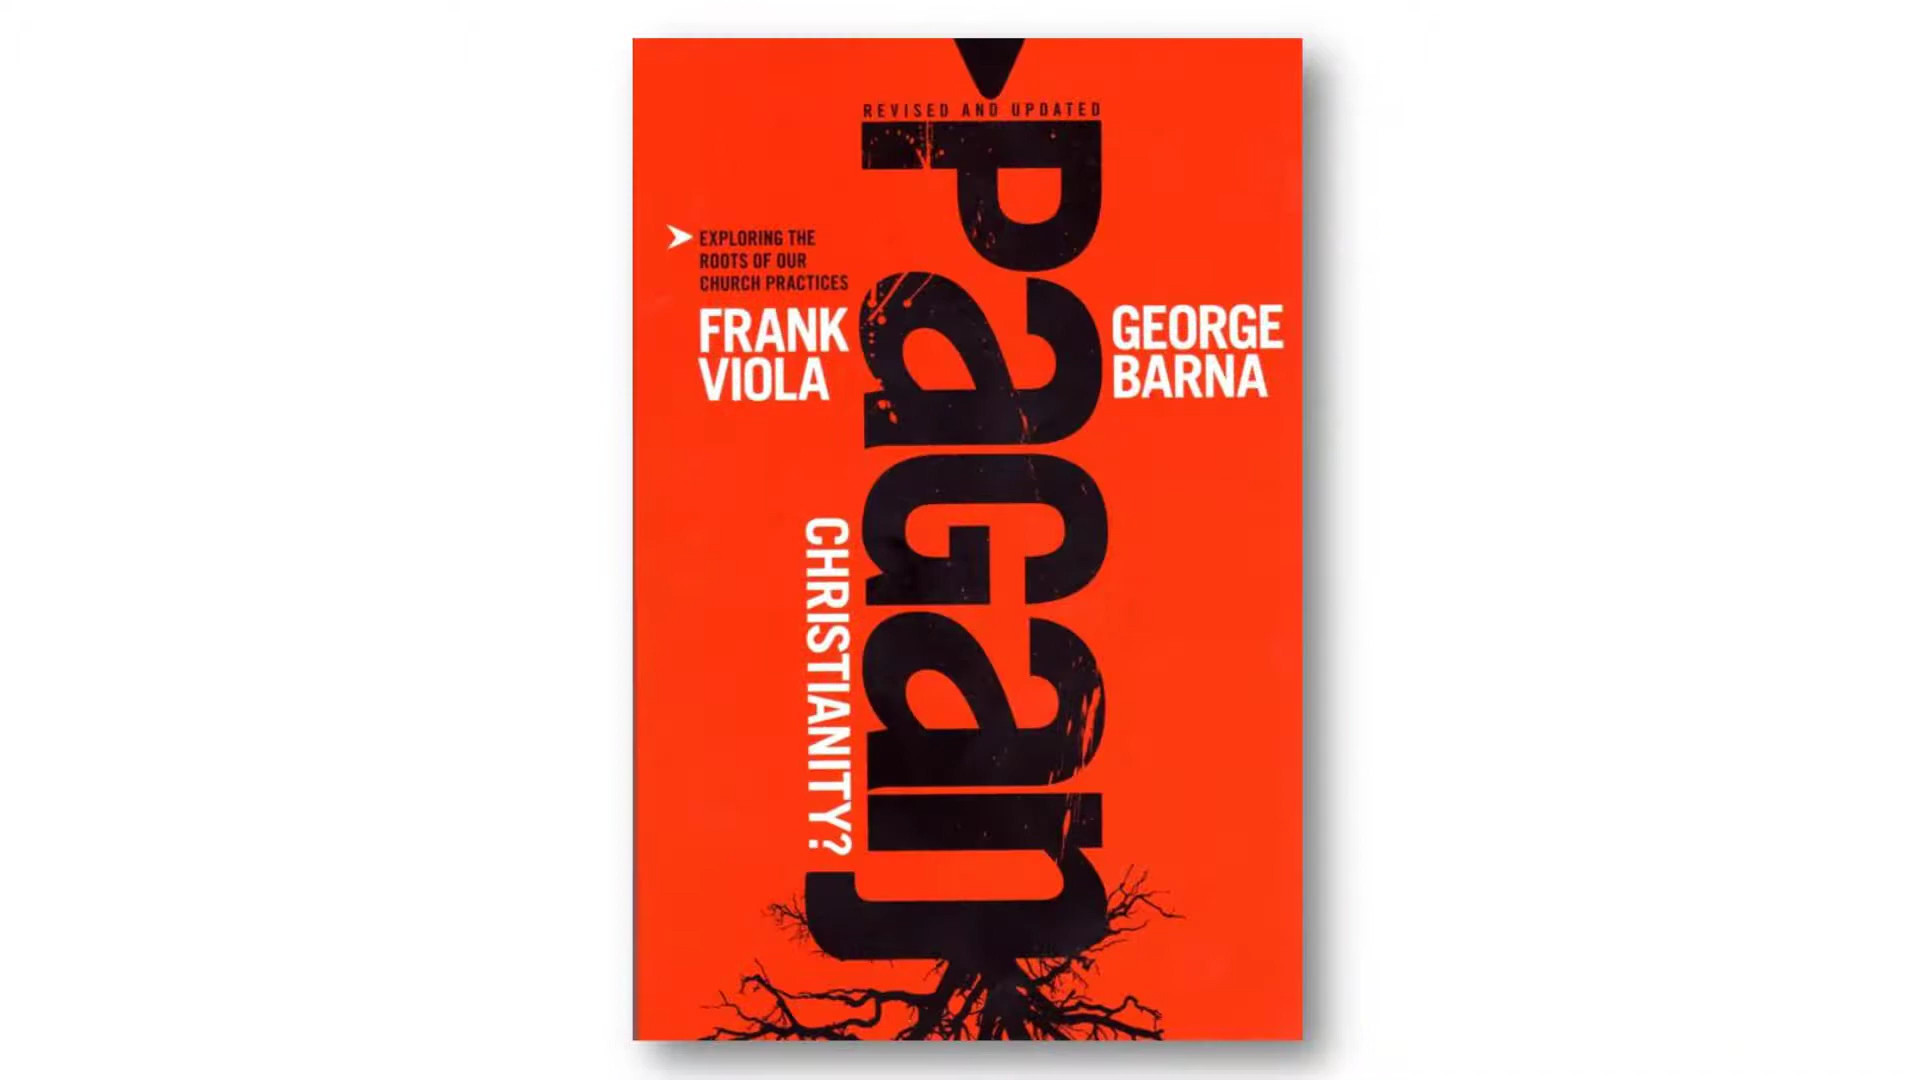 REVISED AND UPDATED
PAGAN
EXPLORING THE
ROOTS OF OUR
CHURCH PRACTICES
FRANK
VIOLA
GEORGE
BARNA
CHRISTIANITY?